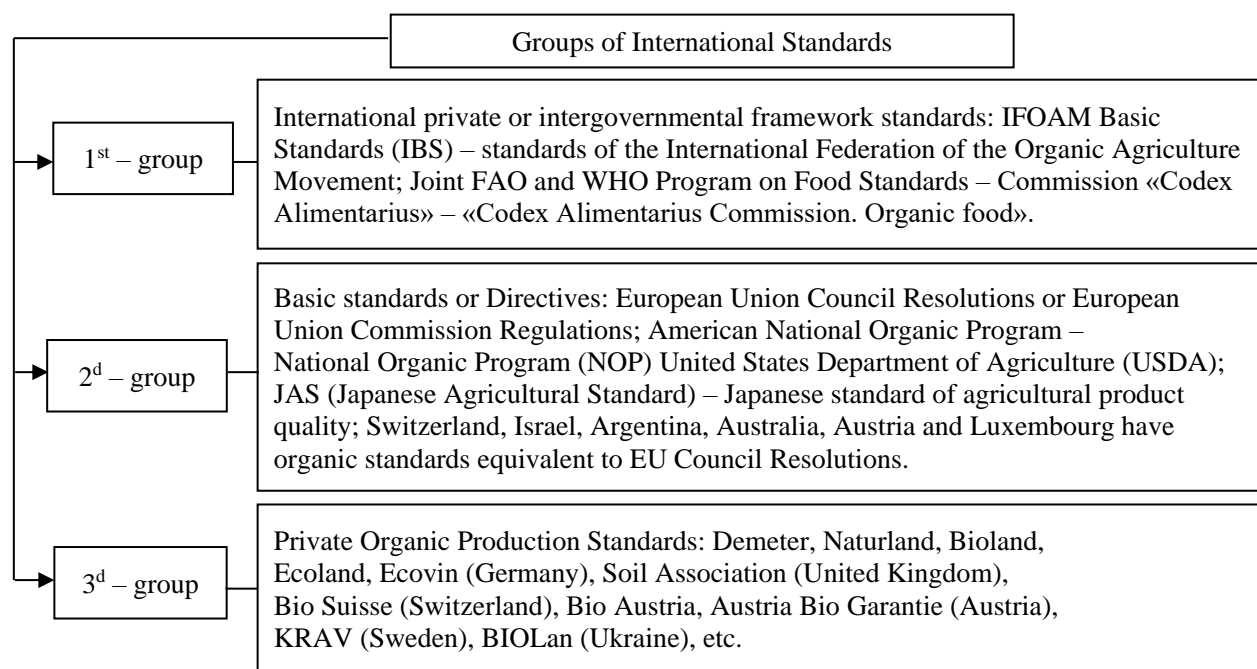 Groups of International Standards
1st – group
International private or intergovernmental framework standards: IFOAM Basic
Standards (IBS) – standards of the International Federation of the Organic Agriculture
Movement; Joint FAO and WHO Program on Food Standards – Commission «Codex
Alimentarius» – «Codex Alimentarius Commission. Organic food».
2d – group
Basic standards or Directives: European Union Council Resolutions or European
Union Commission Regulations; American National Organic Program –
National Organic Program (NOP) United States Department of Agriculture (USDA);
JAS (Japanese Agricultural Standard) – Japanese standard of agricultural product
quality; Switzerland, Israel, Argentina, Australia, Austria and Luxembourg have
organic standards equivalent to EU Council Resolutions.
3d – group
Private Organic Production Standards: Demeter, Naturland, Bioland,
Ecoland, Ecovin (Germany), Soil Association (United Kingdom),
Bio Suisse (Switzerland), Bio Austria, Austria Bio Garantie (Austria),
KRAV (Sweden), BIOLan (Ukraine), etc.